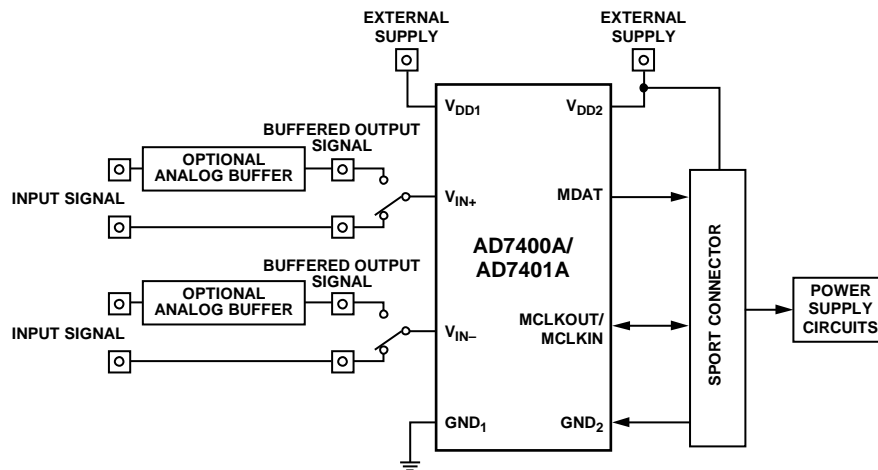 EXTERNAL
SUPPLY
EXTERNAL
SUPPLY
VDD1
VDD2
BUFFERED OUTPUT
SIGNAL
OPTIONAL
ANALOG BUFFER
INPUT SIGNAL
VIN+
MDAT
AD7400A/
AD7401A
BUFFERED OUTPUT
SIGNAL
OPTIONAL
ANALOG BUFFER
INPUT SIGNAL
VIN–
MCLKOUT/
MCLKIN
SPORT CONNECTOR
POWER
SUPPLY
CIRCUITS
GND1
GND2